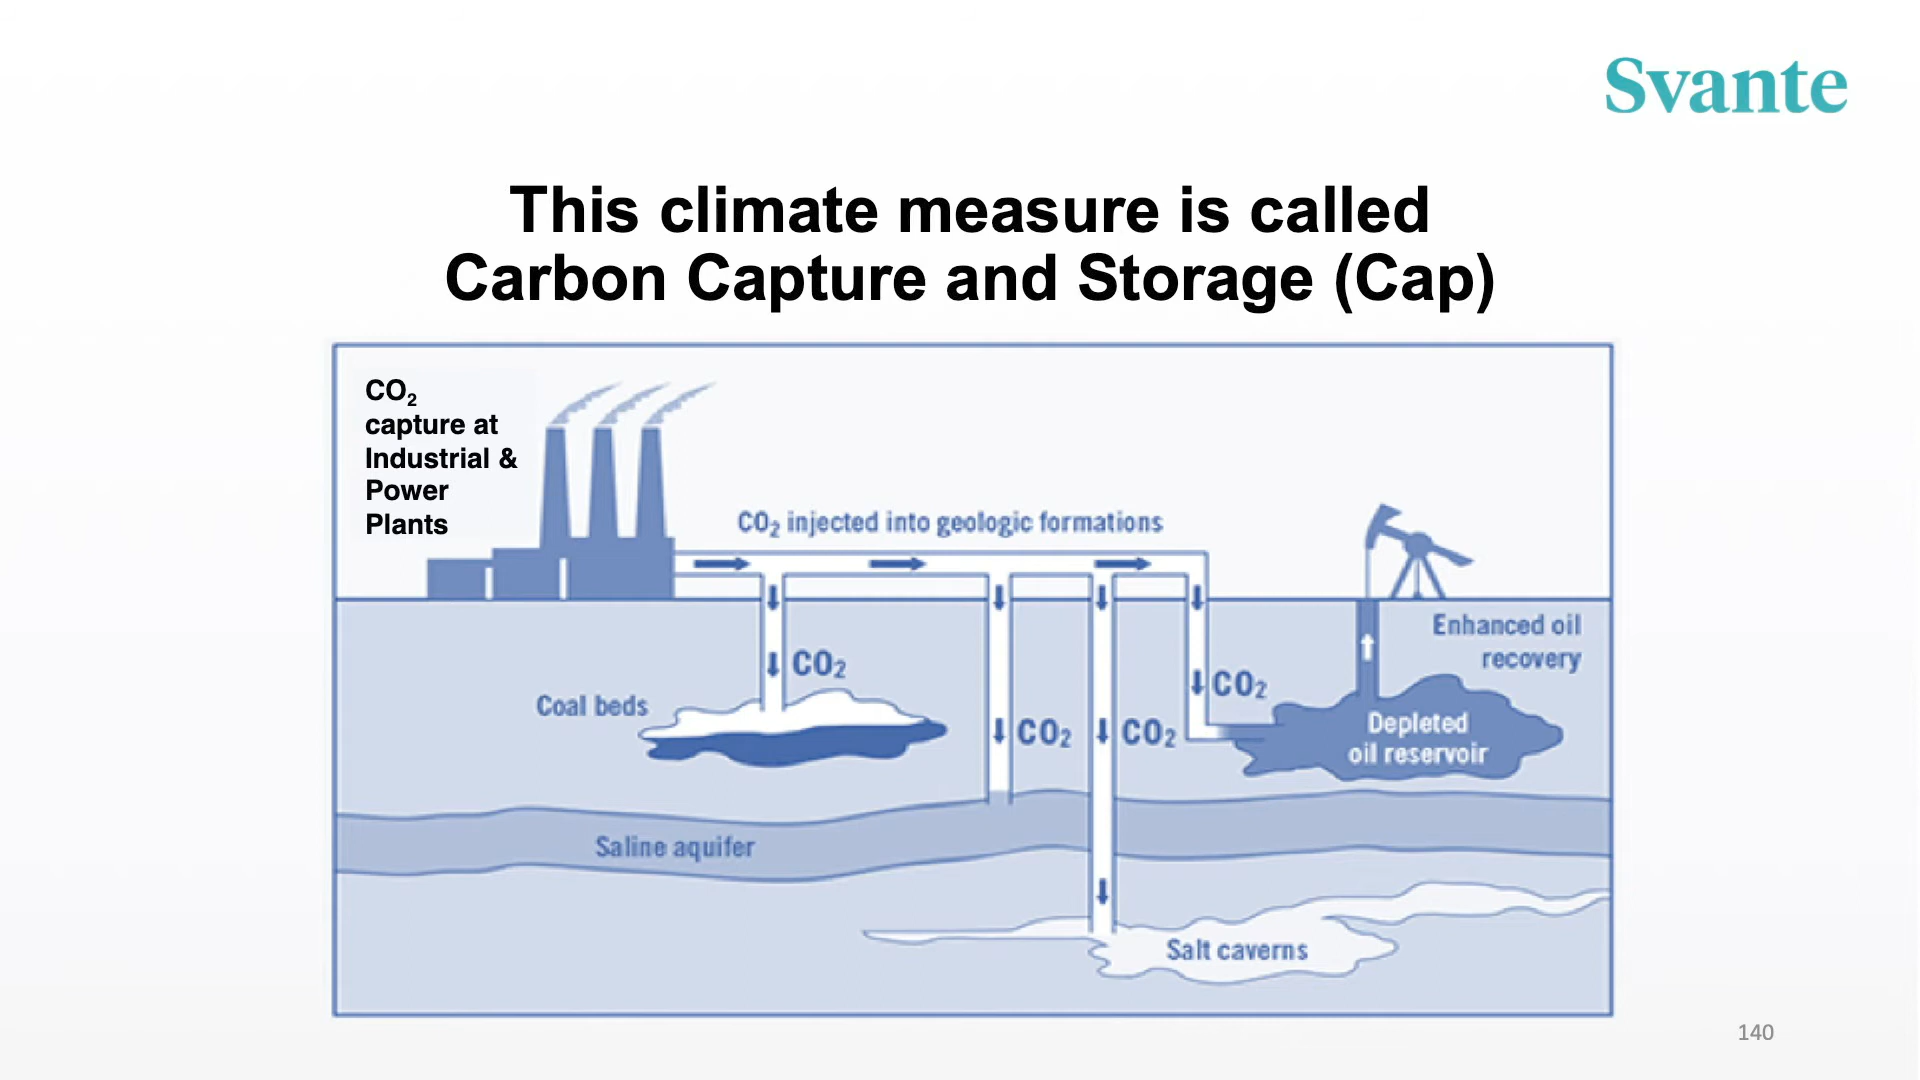 Svante
This climate measure is called
Carbon Capture and Storage (Cap)
CO₂
capture at
Industrial &
Power
Plants
CO₂ injected into geologic formations
Enhanced oil
recovery
CO₂
CO₂
Coal beds
CO₂
CO₂
Depleted
oil reservoir
Saline aquifer
Salt caverns
140